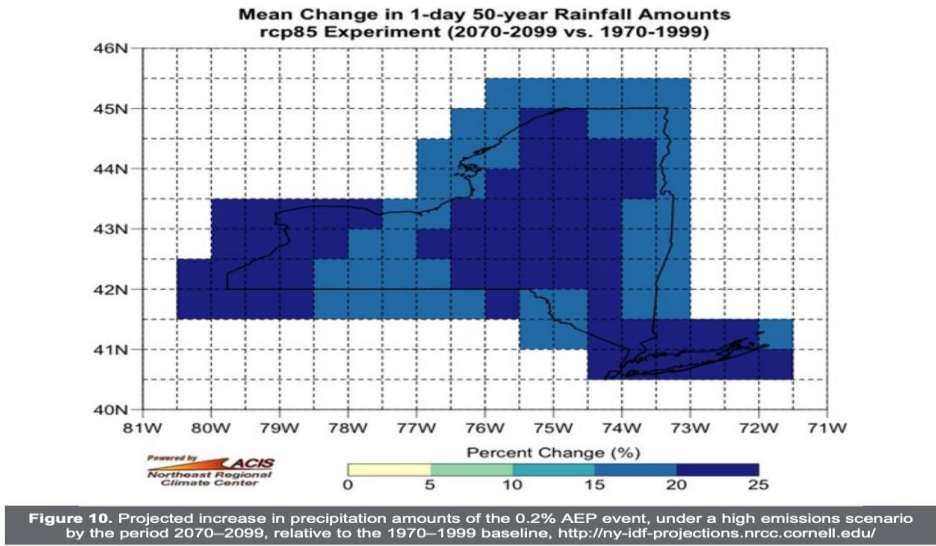 Mean Change in 1-day 50-year Rainfall Amounts
rcp85 Experiment (2070-2099 vs. 1970-1999)
46N
45N
44N
43N
42N
41N
40N
81W 80W 79W 78W 77W 76W 75W 74W 73W 72W 71W
Powered by ACIS
Northeast Regional
Climate Center
Percent Change (%)
0 5 10 15 20 25
Figure 10. Projected increase in precipitation amounts of the 0.2% AEP event, under a high emissions scenario
by the period 2070–2099, relative to the 1970–1999 baseline, http://ny-idf-projections.nrcc.cornell.edu/